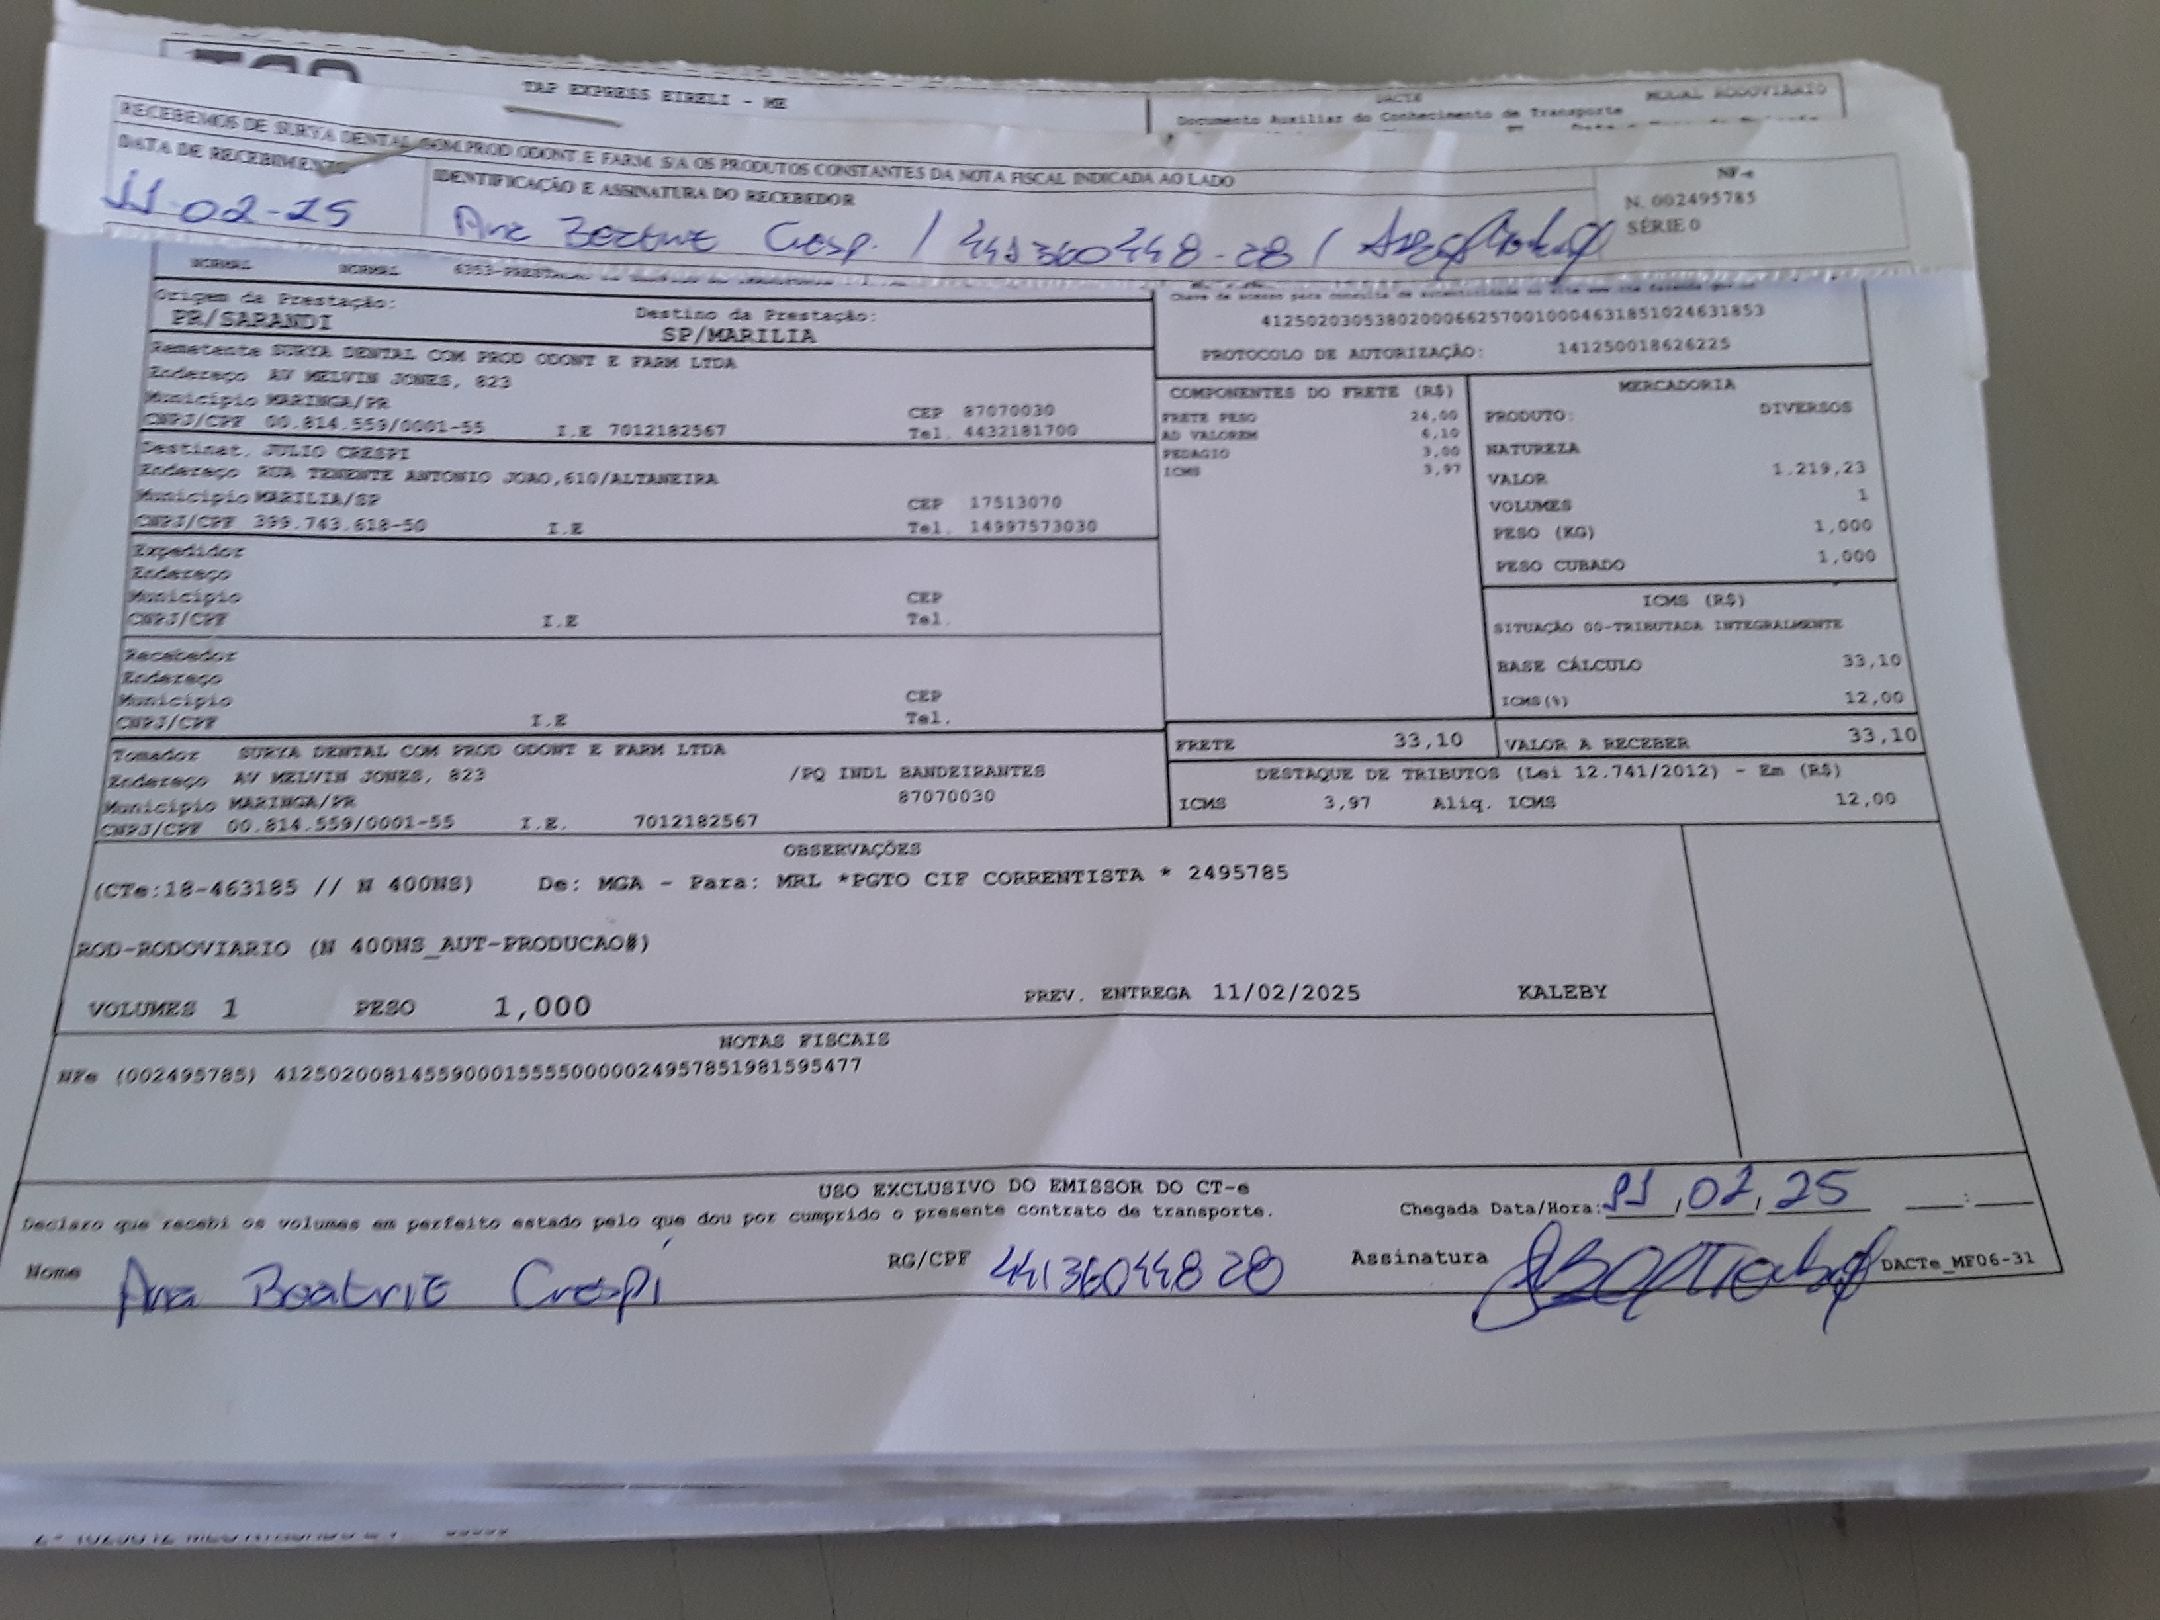 TAP EXPRESS EIRELI - ME
DACTE
MODAL RODOVIARIO
Documento Auxiliar do Conhecimento de Transporte
RECEBEMOS DE SURYA DENTAL COM.PROD ODONT.E FARM. S/A OS PRODUTOS CONSTANTES DA NOTA FISCAL INDICADA AO LADO
DATA DE RECEBIMENTO
IDENTIFICAÇÃO E ASSINATURA DO RECEBEDOR
NF-e
N. 002495785
SÉRIE 0
11-02-25
Ana Beatriz Crespi / 441360448-28 /
NORMAL NORMAL
Origem da Prestação:
PR/SARANDI
Destino da Prestação:
SP/MARILIA
41250203053802000662570010004631851024631853
PROTOCOLO DE AUTORIZAÇÃO: 141250018626225
Remetente SURYA DENTAL COM PROD ODONT E FARM LTDA
Endereço AV MELVIN JONES, 823
Município MARINGA/PR CEP 87070030
CNPJ/CPF 00.814.559/0001-55 I.E 7012182567 Tel. 4432181700
Destinat. JULIO CRESPI
Endereço RUA TENENTE ANTONIO JOAO,610/ALTANEIRA
Município MARILIA/SP CEP 17513070
CNPJ/CPF 399.743.618-50 I.E Tel. 14997573030
Expedidor
Endereço
Município CEP
CNPJ/CPF I.E Tel.
Recebedor
Endereço
Município CEP
CNPJ/CPF I.E Tel.
Tomador SURYA DENTAL COM PROD ODONT E FARM LTDA
Endereço AV MELVIN JONES, 823 /PQ INDL BANDEIRANTES
Município MARINGA/PR 87070030
CNPJ/CPF 00.814.559/0001-55 I.E. 7012182567
COMPONENTES DO FRETE (R$)
FRETE PESO 24,00
AD VALOREM 6,10
PEDAGIO 3,00
ICMS 3,97
MERCADORIA
PRODUTO: DIVERSOS
NATUREZA
VALOR 1.219,23
VOLUMES 1
PESO (KG) 1,000
PESO CUBADO 1,000
ICMS (R$)
SITUAÇÃO 00-TRIBUTADA INTEGRALMENTE
BASE CÁLCULO 33,10
ICMS(%) 12,00
FRETE 33,10 VALOR A RECEBER 33,10
DESTAQUE DE TRIBUTOS (Lei 12.741/2012) - Em (R$)
ICMS 3,97 Aliq. ICMS 12,00
OBSERVAÇÕES
(CTe:18-463185 // N 400NS) De: MGA - Para: MRL *PGTO CIF CORRENTISTA * 2495785
ROD-RODOVIARIO (N 400NS_AUT-PRODUCAO#)
VOLUMES 1 PESO 1,000 PREV. ENTREGA 11/02/2025 KALEBY
NOTAS FISCAIS
NFe (002495785) 41250200814559000155550000024957851981595477
USO EXCLUSIVO DO EMISSOR DO CT-e
Declaro que recebi os volumes em perfeito estado pelo que dou por cumprido o presente contrato de transporte.
Chegada Data/Hora: 11/02/25 __:__
Nome Ana Beatriz Crespi RG/CPF 44136044828 Assinatura
DACTe_MF06-31